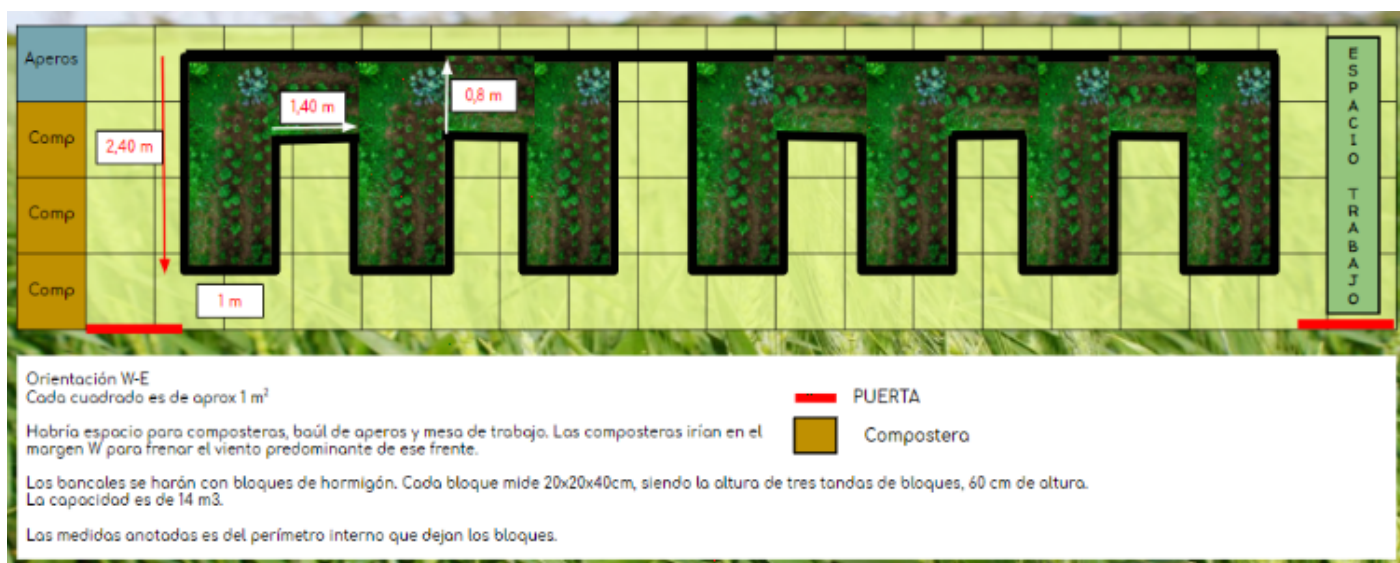 Aperos
Comp
Comp
Comp
2,40 m
1,40 m
0,8 m
1 m
ESPACIO TRABAJO
Orientación W-E
Cada cuadrado es de aprox 1 m²
Habría espacio para composteras, baúl de aperos y mesa de trabajo. Las composteras irían en el
margen W para frenar el viento predominante de ese frente.
Los bancales se harán con bloques de hormigón. Cada bloque mide 20x20x40cm, siendo la altura de tres tandas de bloques, 60 cm de altura.
La capacidad es de 14 m3.
Las medidas anotadas es del perímetro interno que dejan los bloques.
PUERTA
Compostera